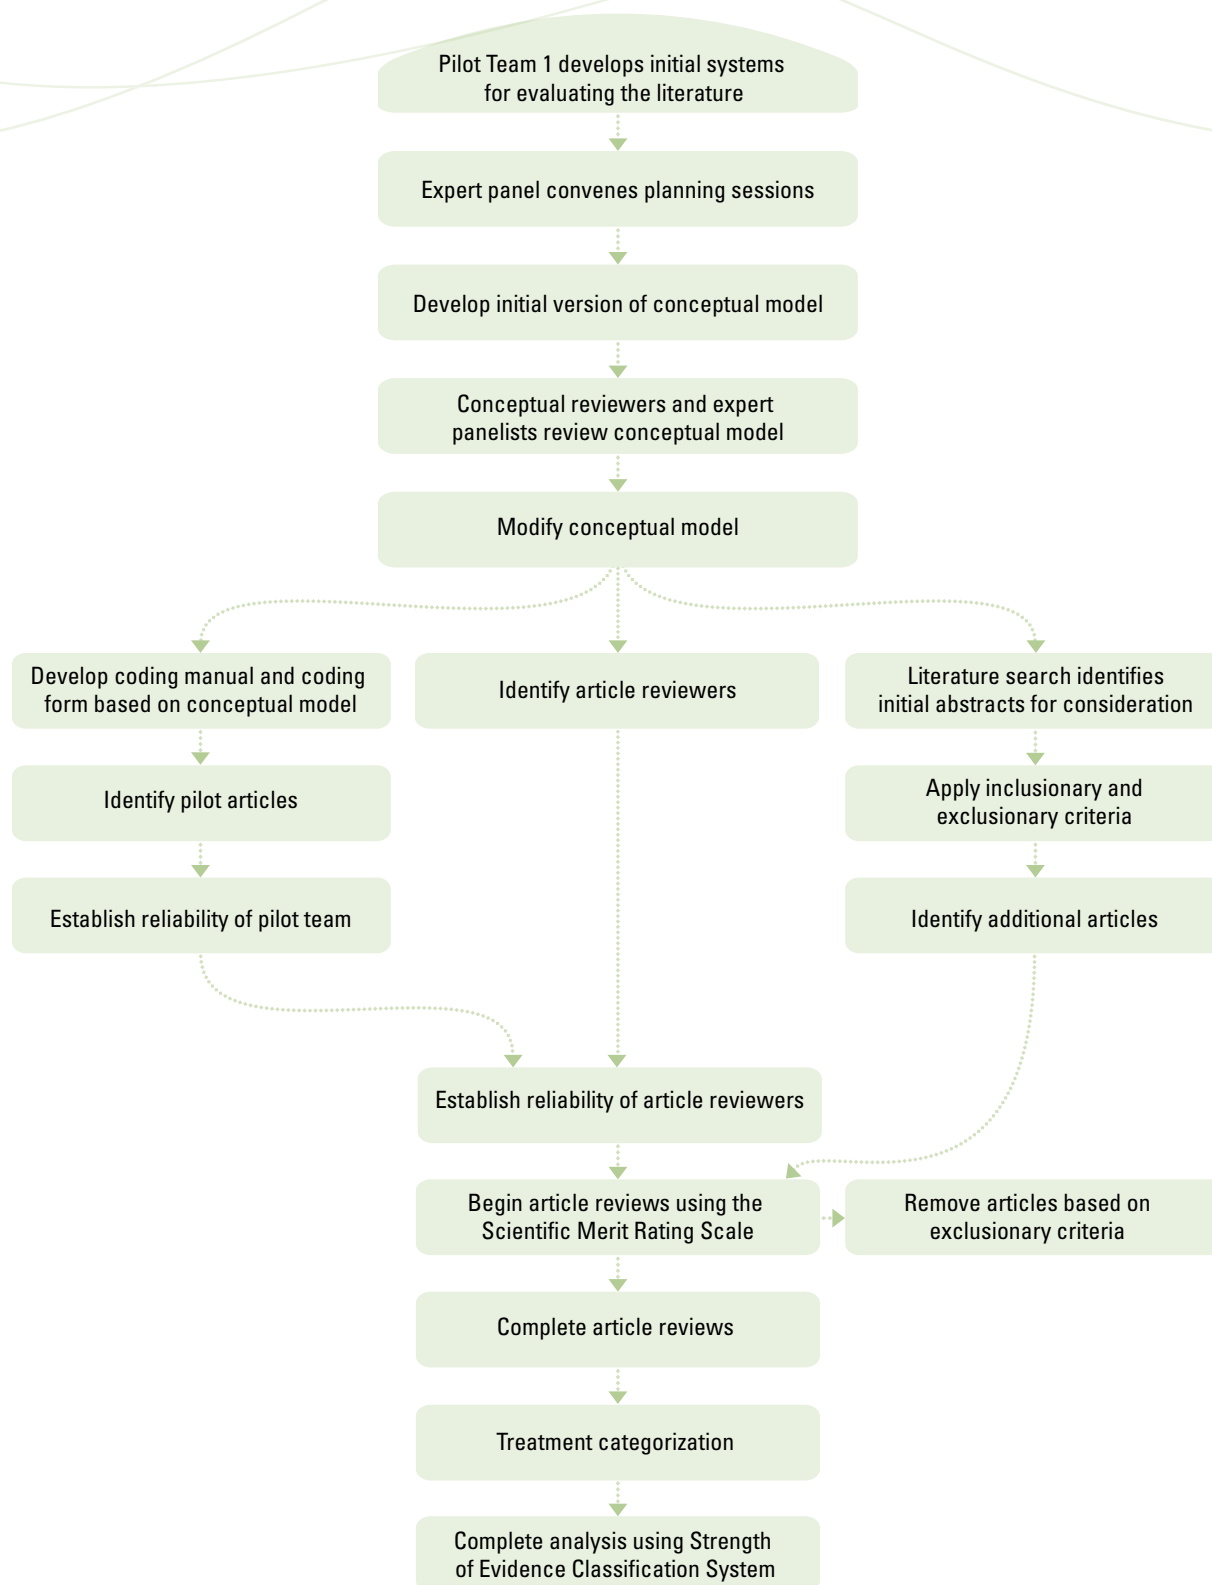 Pilot Team 1 develops initial systems
for evaluating the literature
Expert panel convenes planning sessions
Develop initial version of conceptual model
Conceptual reviewers and expert
panelists review conceptual model
Modify conceptual model
Develop coding manual and coding
form based on conceptual model
Identify article reviewers
Literature search identifies
initial abstracts for consideration
Identify pilot articles
Apply inclusionary and
exclusionary criteria
Establish reliability of pilot team
Identify additional articles
Establish reliability of article reviewers
Begin article reviews using the
Scientific Merit Rating Scale
Remove articles based on
exclusionary criteria
Complete article reviews
Treatment categorization
Complete analysis using Strength
of Evidence Classification System